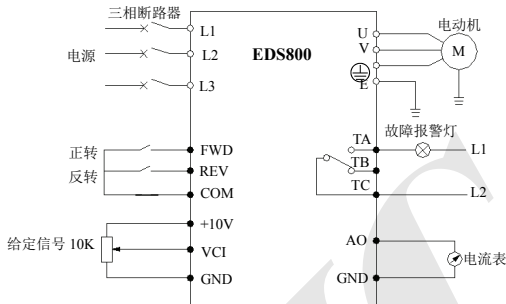 三相断路器
电源
L1
L2
L3
EDS800
U
V
E
电动机
M
正转
反转
FWD
REV
COM
TA
TB
TC
故障报警灯
L1
L2
给定信号 10K
+10V
VCI
GND
AO
GND
电流表